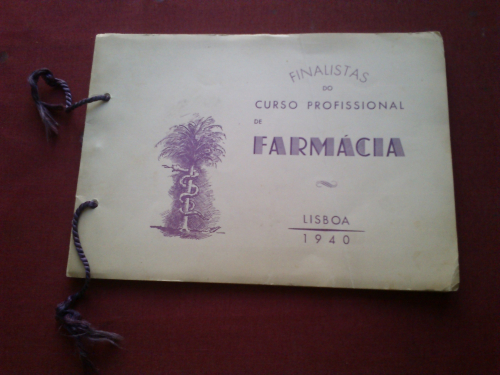 FINALISTAS
DO
CURSO PROFISSIONAL
DE
FARMÁCIA
LISBOA
1940